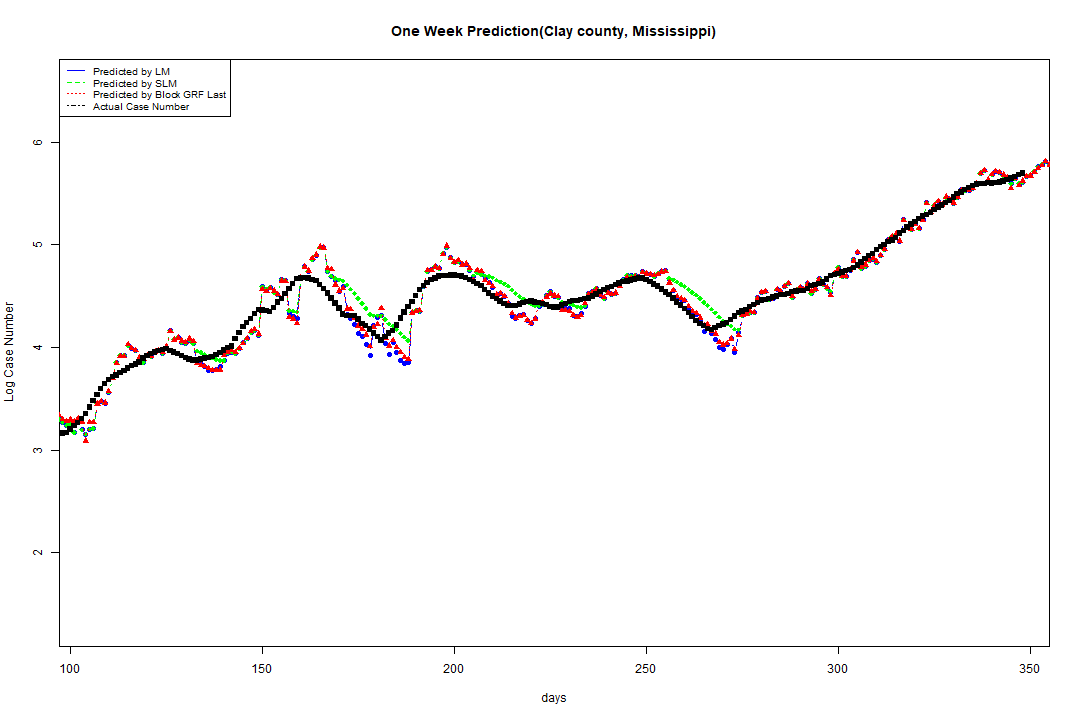 One Week Prediction(Clay county, Mississippi)
Predicted by LM
Predicted by SLM
Predicted by Block GRF Last
Actual Case Number
6
5
4
3
2
Log Case Number
100 150 200 250 300 350
days